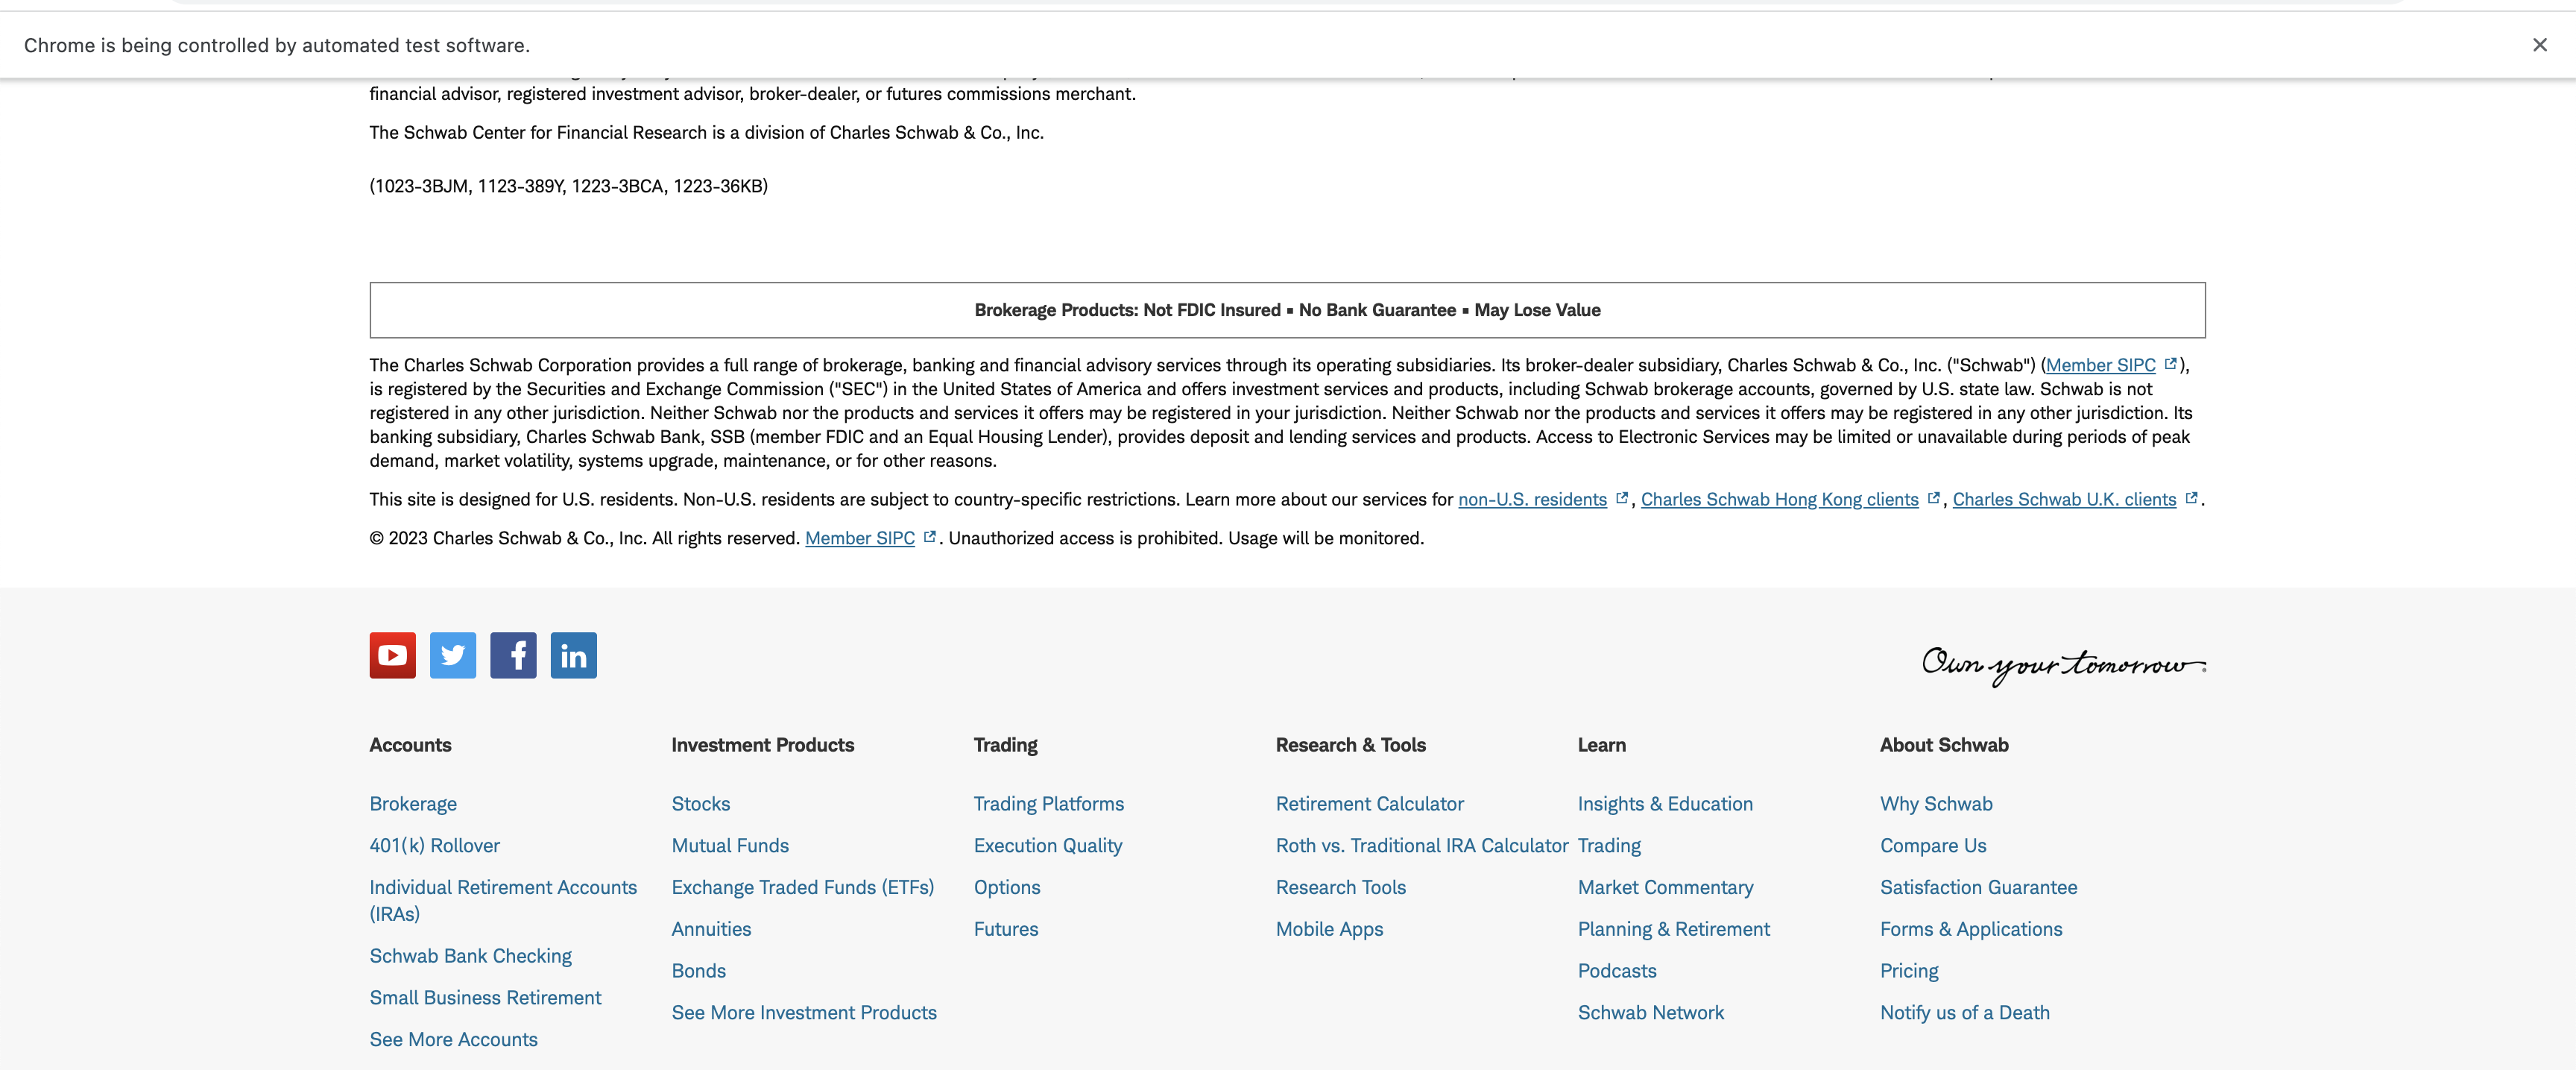 Chrome is being controlled by automated test software.
financial advisor, registered investment advisor, broker-dealer, or futures commissions merchant.
The Schwab Center for Financial Research is a division of Charles Schwab & Co., Inc.
(1023-3BJM, 1123-389Y, 1223-3BCA, 1223-36KB)
Brokerage Products: Not FDIC Insured ▪ No Bank Guarantee ▪ May Lose Value
The Charles Schwab Corporation provides a full range of brokerage, banking and financial advisory services through its operating subsidiaries. Its broker-dealer subsidiary, Charles Schwab & Co., Inc. ("Schwab") (Member SIPC),
is registered by the Securities and Exchange Commission ("SEC") in the United States of America and offers investment services and products, including Schwab brokerage accounts, governed by U.S. state law. Schwab is not
registered in any other jurisdiction. Neither Schwab nor the products and services it offers may be registered in your jurisdiction. Neither Schwab nor the products and services it offers may be registered in any other jurisdiction. Its
banking subsidiary, Charles Schwab Bank, SSB (member FDIC and an Equal Housing Lender), provides deposit and lending services and products. Access to Electronic Services may be limited or unavailable during periods of peak
demand, market volatility, systems upgrade, maintenance, or for other reasons.
This site is designed for U.S. residents. Non-U.S. residents are subject to country-specific restrictions. Learn more about our services for non-U.S. residents, Charles Schwab Hong Kong clients, Charles Schwab U.K. clients.
© 2023 Charles Schwab & Co., Inc. All rights reserved. Member SIPC. Unauthorized access is prohibited. Usage will be monitored.
in
Own your tomorrow.
Accounts
Brokerage
401(k) Rollover
Individual Retirement Accounts
(IRAs)
Schwab Bank Checking
Small Business Retirement
See More Accounts
Investment Products
Stocks
Mutual Funds
Exchange Traded Funds (ETFs)
Annuities
Bonds
See More Investment Products
Trading
Trading Platforms
Execution Quality
Options
Futures
Research & Tools
Retirement Calculator
Roth vs. Traditional IRA Calculator
Research Tools
Mobile Apps
Learn
Insights & Education
Trading
Market Commentary
Planning & Retirement
Podcasts
Schwab Network
About Schwab
Why Schwab
Compare Us
Satisfaction Guarantee
Forms & Applications
Pricing
Notify us of a Death